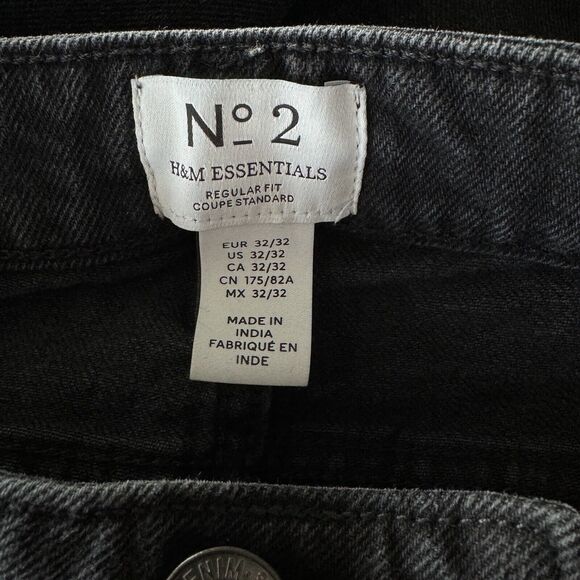 Nº 2
H&M ESSENTIALS
REGULAR FIT
COUPE STANDARD
EUR 32/32
US 32/32
CA 32/32
CN 175/82A
MX 32/32
MADE IN
INDIA
FABRIQUÉ EN
INDE